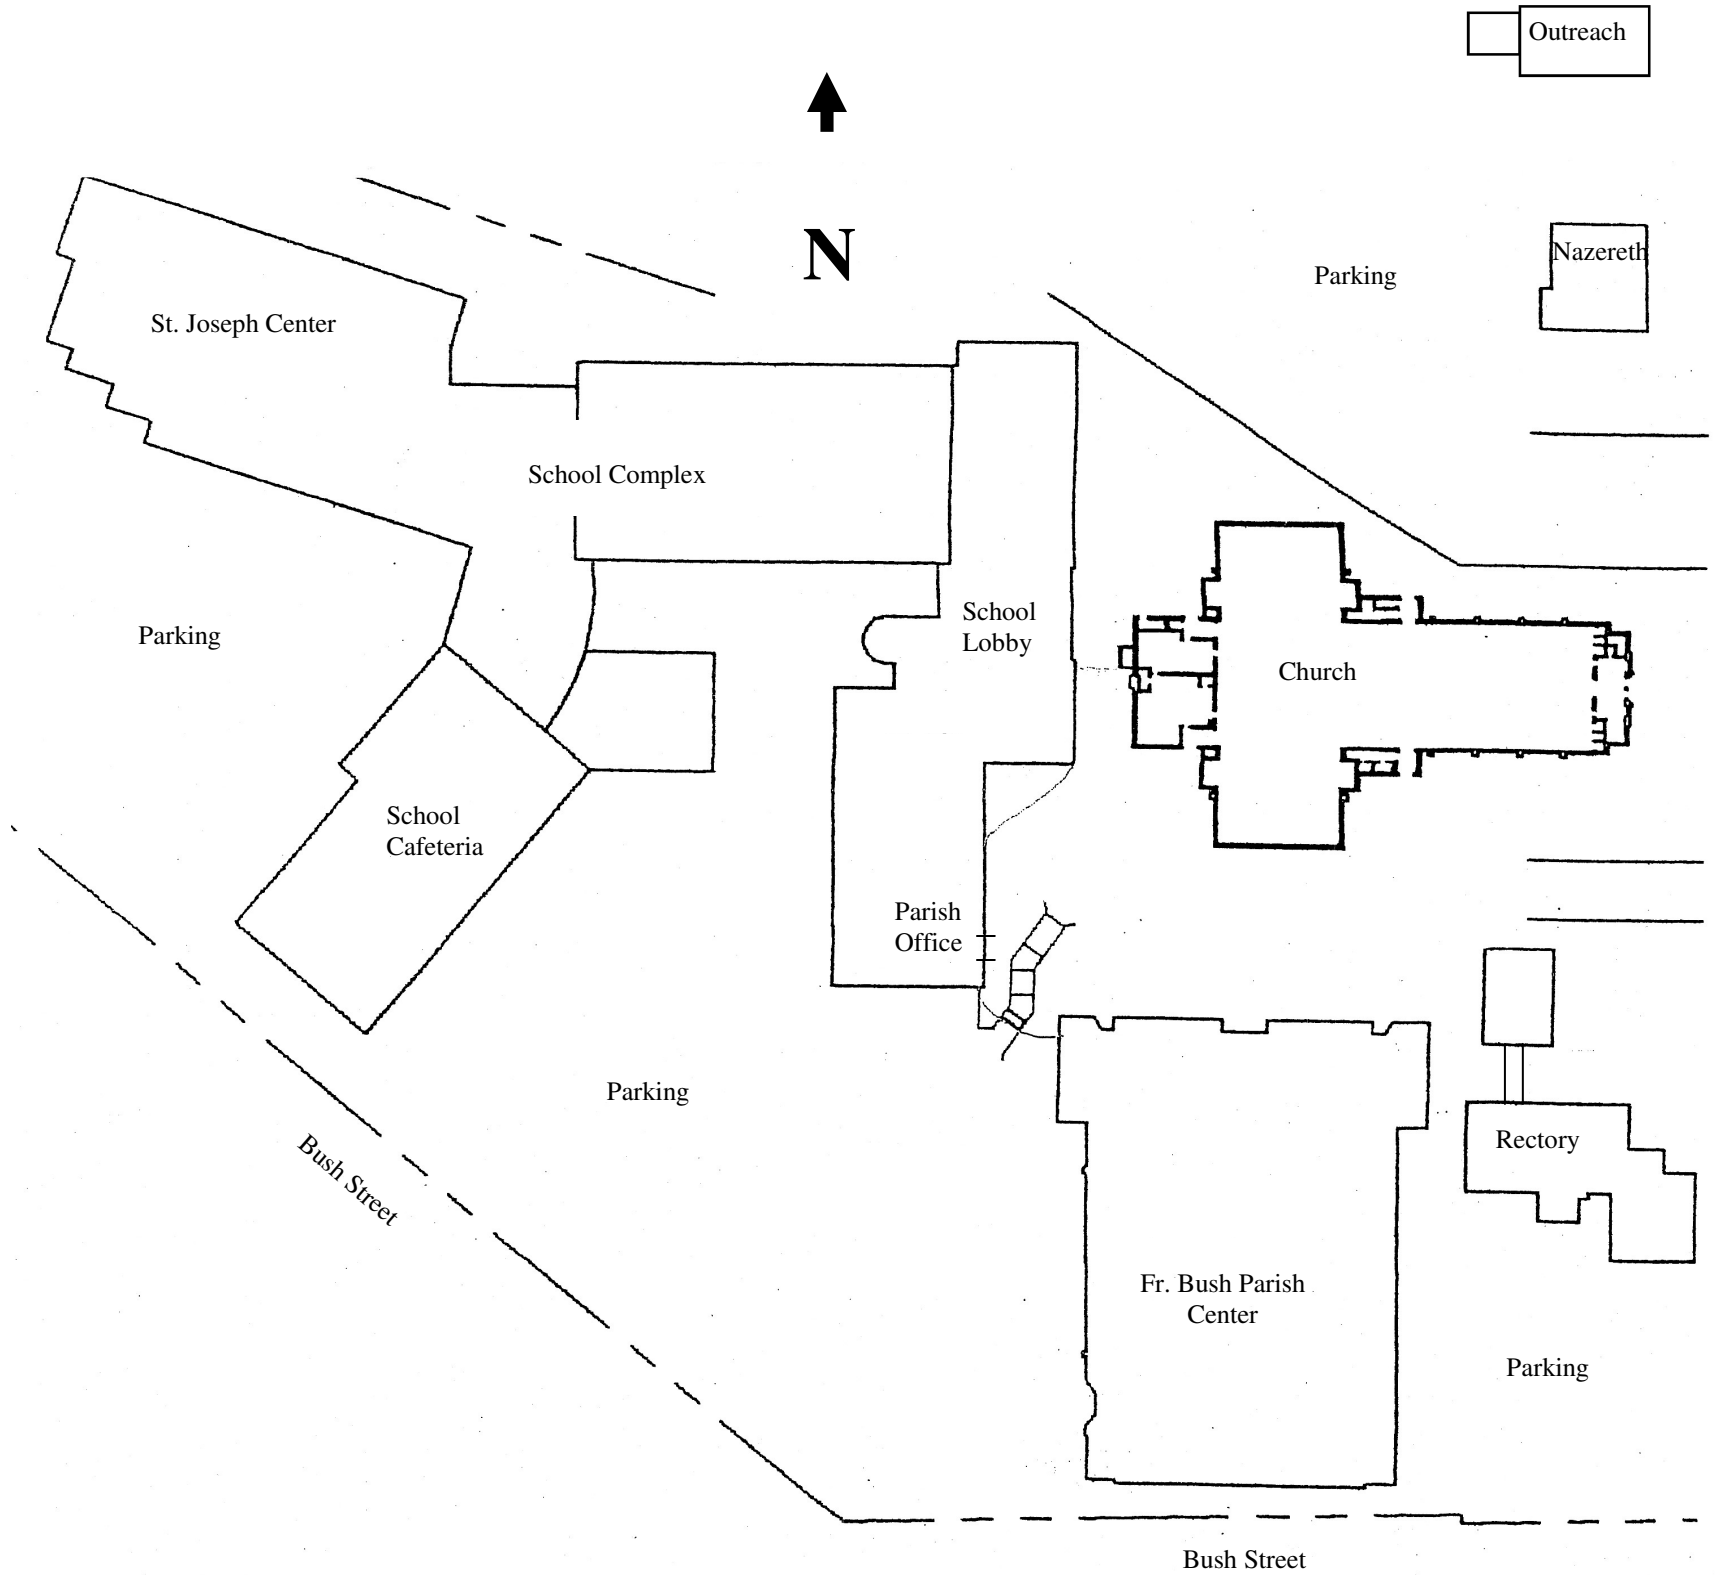 Outreach
N
Nazereth
Parking
St. Joseph Center
School Complex
School
Lobby
Parking
Church
School
Cafeteria
Parish
Office
Parking
Rectory
Bush Street
Fr. Bush Parish
Center
Parking
Bush Street